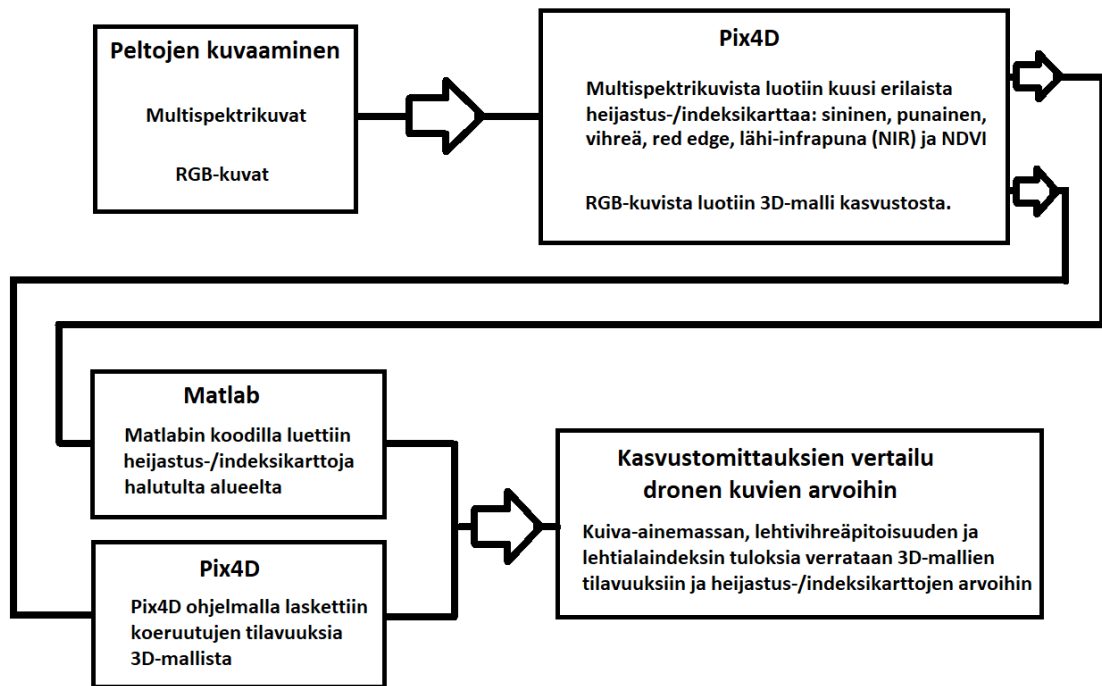 Peltojen kuvaaminen
Multispektrikuvat
RGB-kuvat
Pix4D
Multispektrikuvista luotiin kuusi erilaista
heijastus-/indeksikarttaa: sininen, punainen,
vihreä, red edge, lähi-infrapuna (NIR) ja NDVI
RGB-kuvista luotiin 3D-malli kasvustosta.
Matlab
Matlabin koodilla luettiin
heijastus-/indeksikarttoja
halutulta alueelta
Pix4D
Pix4D ohjelmalla laskettiin
koeruutujen tilavuuksia
3D-mallista
Kasvustomittauksien vertailu
dronen kuvien arvoihin
Kuiva-ainemassan, lehtivihreäpitoisuuden ja
lehtialaindeksin tuloksia verrataan 3D-mallien
tilavuuksiin ja heijastus-/indeksikarttojen arvoihin